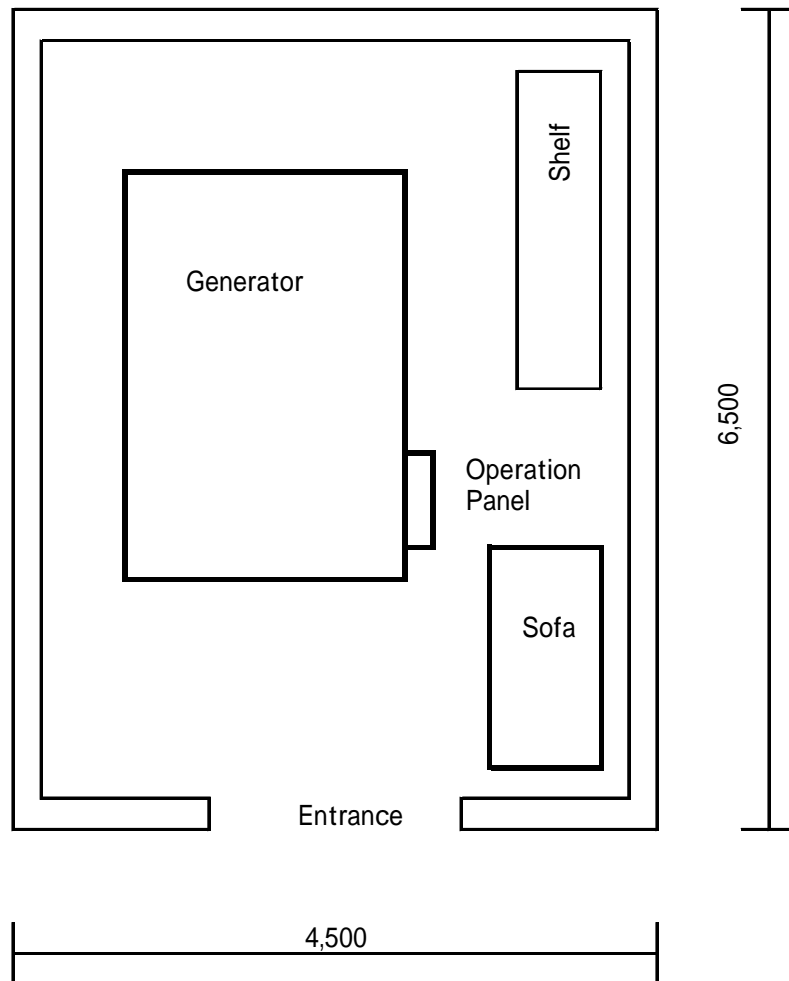 Shelf
Generator
6,500
Operation
Panel
Sofa
Entrance
4,500